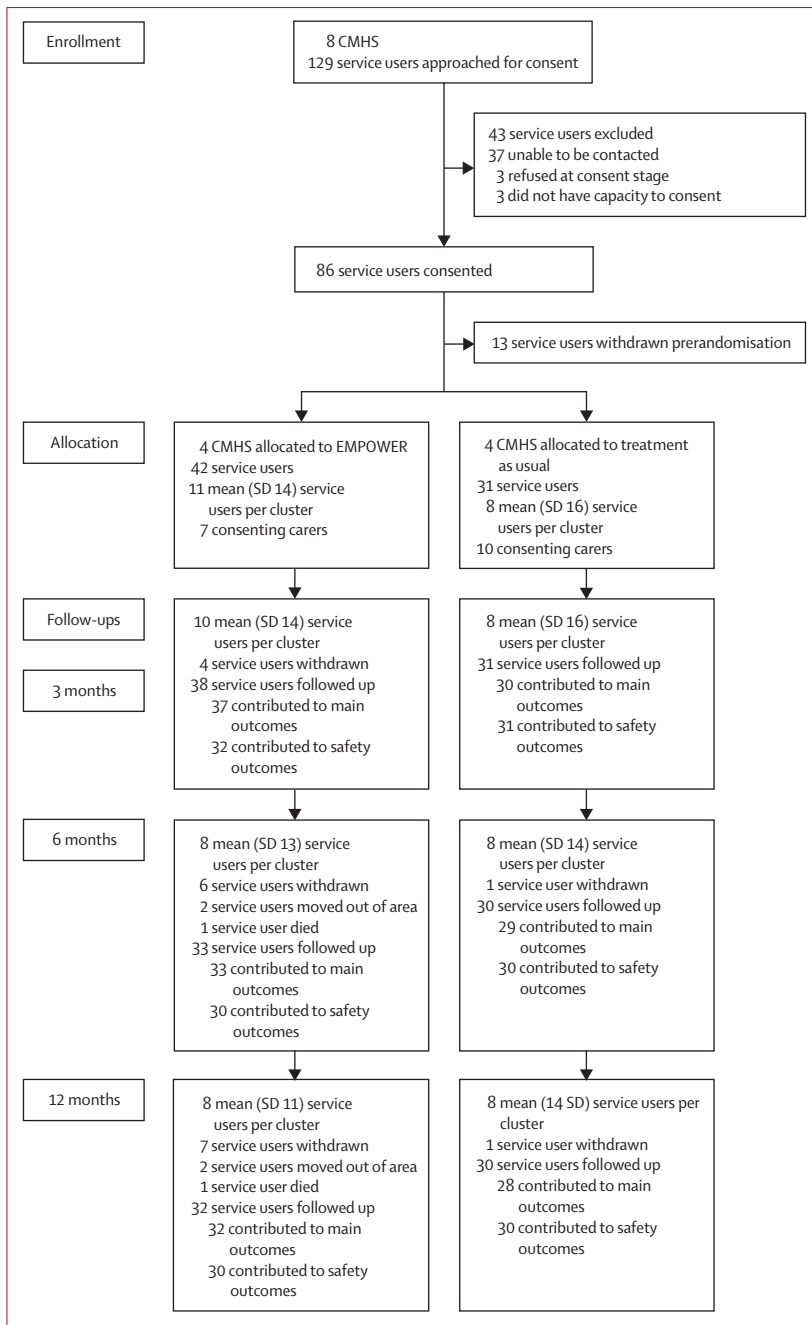 Enrollment
8 CMHS
129 service users approached for consent
43 service users excluded
37 unable to be contacted
3 refused at consent stage
3 did not have capacity to consent
86 service users consented
13 service users withdrawn prerandomisation
Allocation
4 CMHS allocated to EMPOWER
42 service users
11 mean (SD 14) service
users per cluster
7 consenting carers
4 CMHS allocated to treatment
as usual
31 service users
8 mean (SD 16) service
users per cluster
10 consenting carers
Follow-ups
3 months
10 mean (SD 14) service
users per cluster
4 service users withdrawn
38 service users followed up
37 contributed to main
outcomes
32 contributed to safety
outcomes
8 mean (SD 16) service
users per cluster
31 service users followed up
30 contributed to main
outcomes
31 contributed to safety
outcomes
6 months
8 mean (SD 13) service
users per cluster
6 service users withdrawn
2 service users moved out of area
1 service user died
33 service users followed up
33 contributed to main
outcomes
30 contributed to safety
outcomes
8 mean (SD 14) service
users per cluster
1 service user withdrawn
30 service users followed up
29 contributed to main
outcomes
30 contributed to safety
outcomes
12 months
8 mean (SD 11) service
users per cluster
7 service users withdrawn
2 service users moved out of area
1 service user died
32 service users followed up
32 contributed to main
outcomes
30 contributed to safety
outcomes
8 mean (14 SD) service users per
cluster
1 service user withdrawn
30 service users followed up
28 contributed to main
outcomes
30 contributed to safety
outcomes